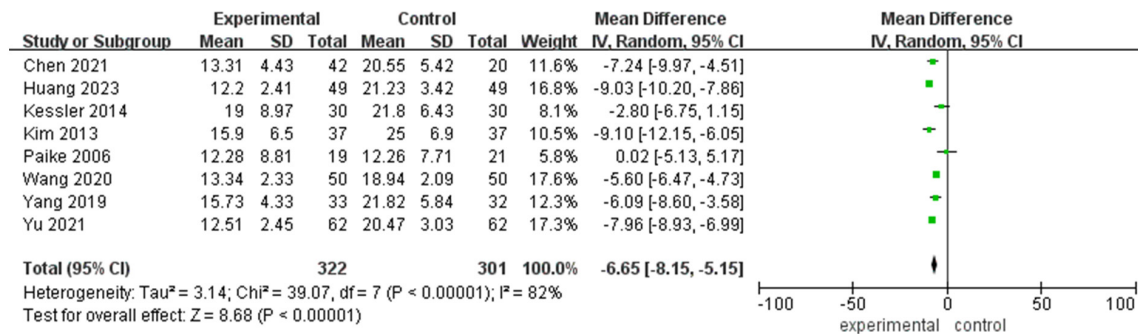 Experimental Control Mean Difference Mean Difference
Study or Subgroup Mean SD Total Mean SD Total Weight IV, Random, 95% CI IV, Random, 95% CI
Chen 2021 13.31 4.43 42 20.55 5.42 20 11.6% -7.24 [-9.97, -4.51]
Huang 2023 12.2 2.41 49 21.23 3.42 49 16.8% -9.03 [-10.20, -7.86]
Kessler 2014 19 8.97 30 21.8 6.43 30 8.1% -2.80 [-6.75, 1.15]
Kim 2013 15.9 6.5 37 25 6.9 37 10.5% -9.10 [-12.15, -6.05]
Paike 2006 12.28 8.81 19 12.26 7.71 21 5.8% 0.02 [-5.13, 5.17]
Wang 2020 13.34 2.33 50 18.94 2.09 50 17.6% -5.60 [-6.47, -4.73]
Yang 2019 15.73 4.33 33 21.82 5.84 32 12.3% -6.09 [-8.60, -3.58]
Yu 2021 12.51 2.45 62 20.47 3.03 62 17.3% -7.96 [-8.93, -6.99]
Total (95% CI) 322 301 100.0% -6.65 [-8.15, -5.15]
Heterogeneity: Tau² = 3.14; Chi² = 39.07, df = 7 (P < 0.00001); I² = 82%
Test for overall effect: Z = 8.68 (P < 0.00001)
-100 -50 0 50 100
experimental control